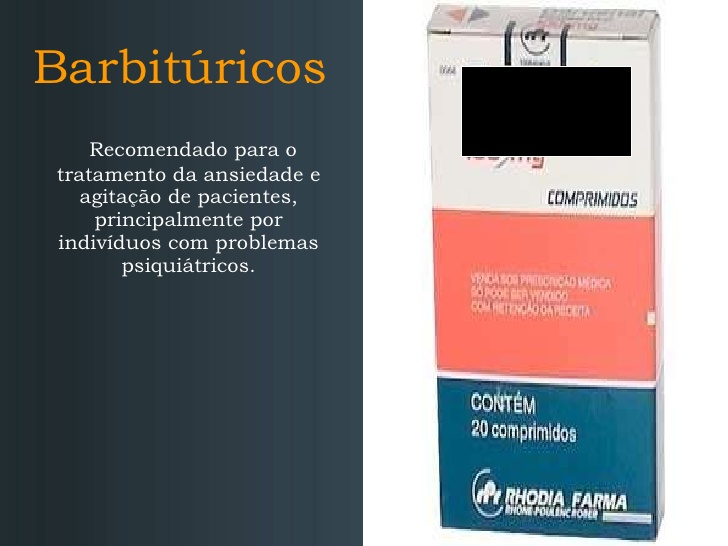 Barbitúricos
Recomendado para o
tratamento da ansiedade e
agitação de pacientes,
principalmente por
indivíduos com problemas
psiquiátricos.
COMPRIMIDOS
VENDA SOB PRESCRIÇÃO MÉDICA
SÓ PODE SER VENDIDO
COM RETENÇÃO DA RECEITA
CONTÉM
20 comprimidos
RHODIA FARMA
RHÔNE-POULENC RORER